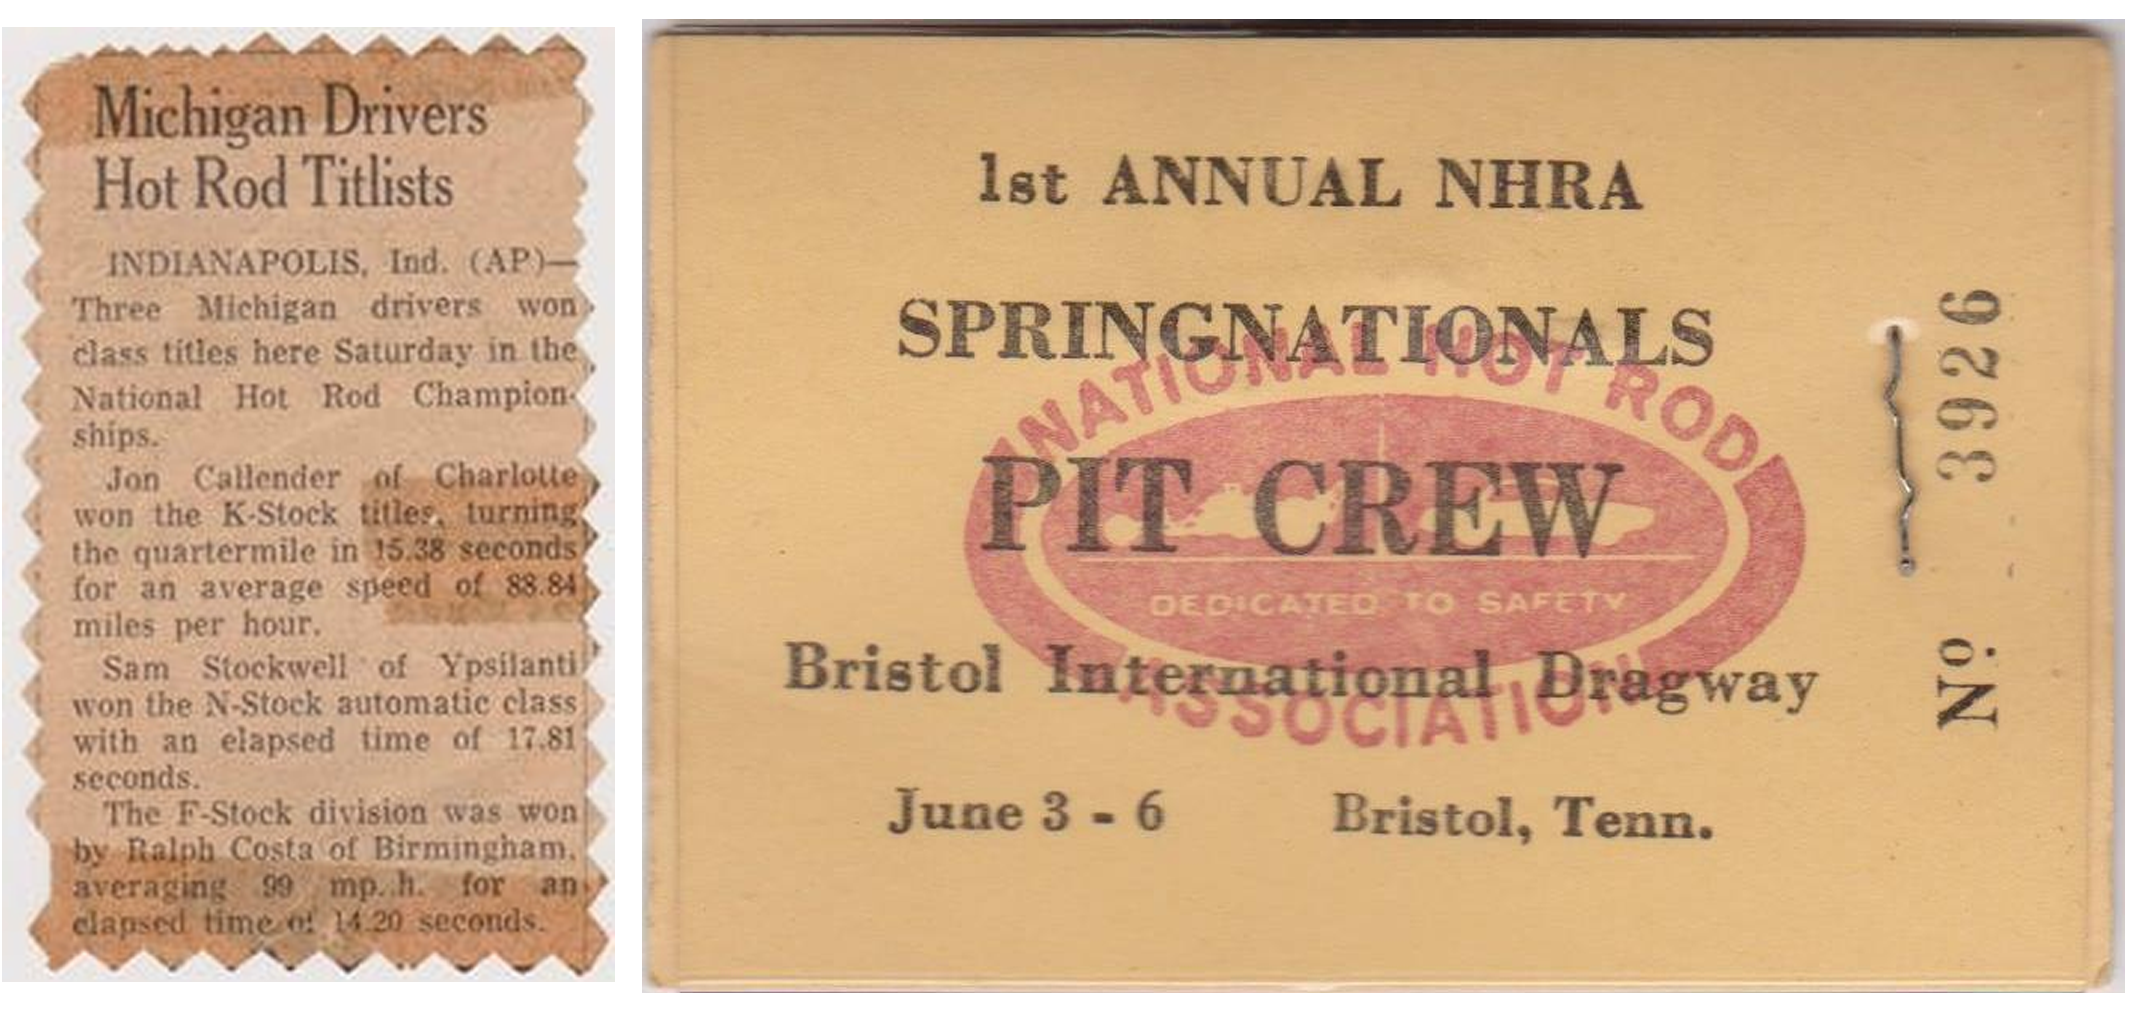 Michigan Drivers
Hot Rod Titlists
INDIANAPOLIS, Ind. (AP)—
Three Michigan drivers won
class titles here Saturday in the
National Hot Rod Champion-
ships.
Jon Callender of Charlotte
won the K-Stock titles, turning
the quartermile in 15.38 seconds
for an average speed of 88.84
miles per hour.
Sam Stockwell of Ypsilanti
won the N-Stock automatic class
with an elapsed time of 17.81
seconds.
The F-Stock division was won
by Ralph Costa of Birmingham,
averaging 99 mp..h. for an
elapsed time of 14.20 seconds.
1st ANNUAL NHRA
SPRINGNATIONALS
NATIONAL HOT ROD
PIT CREW
DEDICATED TO SAFETY
Bristol International Dragway
ASSOCIATION
June 3 - 6 Bristol, Tenn.
Nº. 3926